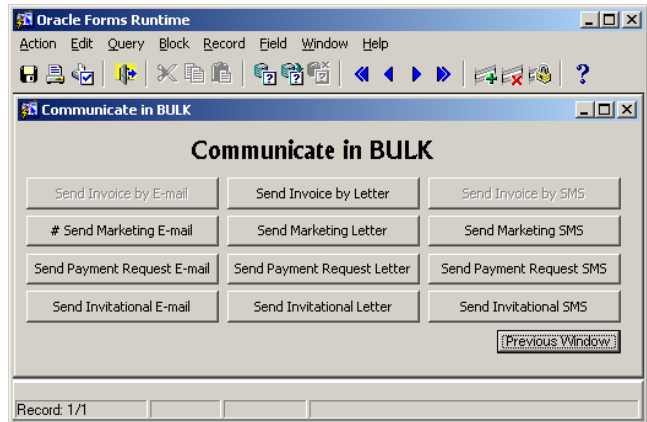 Oracle Forms Runtime
Action Edit Query Block Record Field Window Help
Communicate in BULK
Communicate in BULK
Send Invoice by E-mail Send Invoice by Letter Send Invoice by SMS
# Send Marketing E-mail Send Marketing Letter Send Marketing SMS
Send Payment Request E-mail Send Payment Request Letter Send Payment Request SMS
Send Invitational E-mail Send Invitational Letter Send Invitational SMS
Previous Window
Record: 1/1